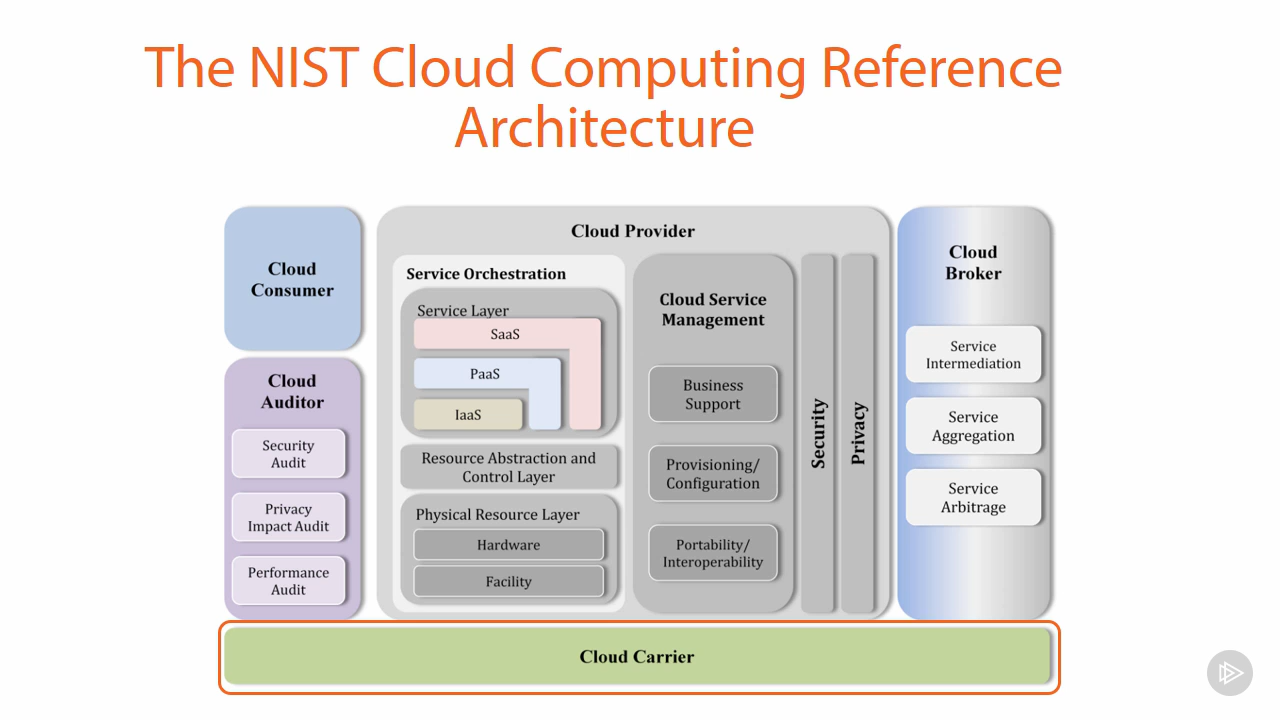 The NIST Cloud Computing Reference
Architecture
Cloud
Consumer
Cloud
Auditor
Security
Audit
Privacy
Impact Audit
Performance
Audit
Cloud Provider
Service Orchestration
Service Layer
SaaS
PaaS
IaaS
Resource Abstraction and
Control Layer
Physical Resource Layer
Hardware
Facility
Cloud Service
Management
Business
Support
Provisioning/
Configuration
Portability/
Interoperability
Security
Privacy
Cloud
Broker
Service
Intermediation
Service
Aggregation
Service
Arbitrage
Cloud Carrier